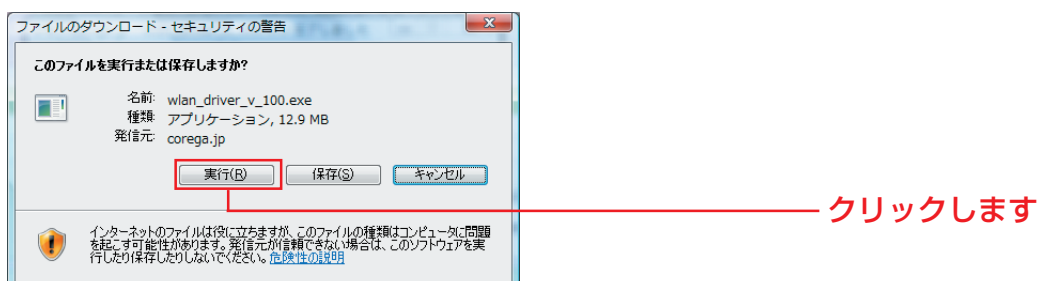 ファイルのダウンロード - セキュリティの警告
このファイルを実行または保存しますか?
名前: wlan_driver_v_100.exe
種類: アプリケーション, 12.9 MB
発信元: corega.jp
実行(R) 保存(S) キャンセル
クリックします
インターネットのファイルは役に立ちますが、このファイルの種類はコンピュータに問題
を起こす可能性があります。発信元が信頼できない場合は、このソフトウェアを実
行したり保存したりしないでください。危険性の説明